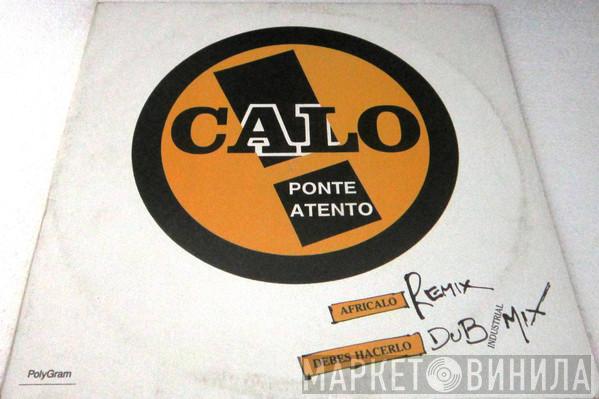 CALO
PONTE
ATENTO
AFRICALO REMIX
DEBES HACERLO DUB INDUSTRIAL MIX
PolyGram
МАРКЕТ ВИНИЛА